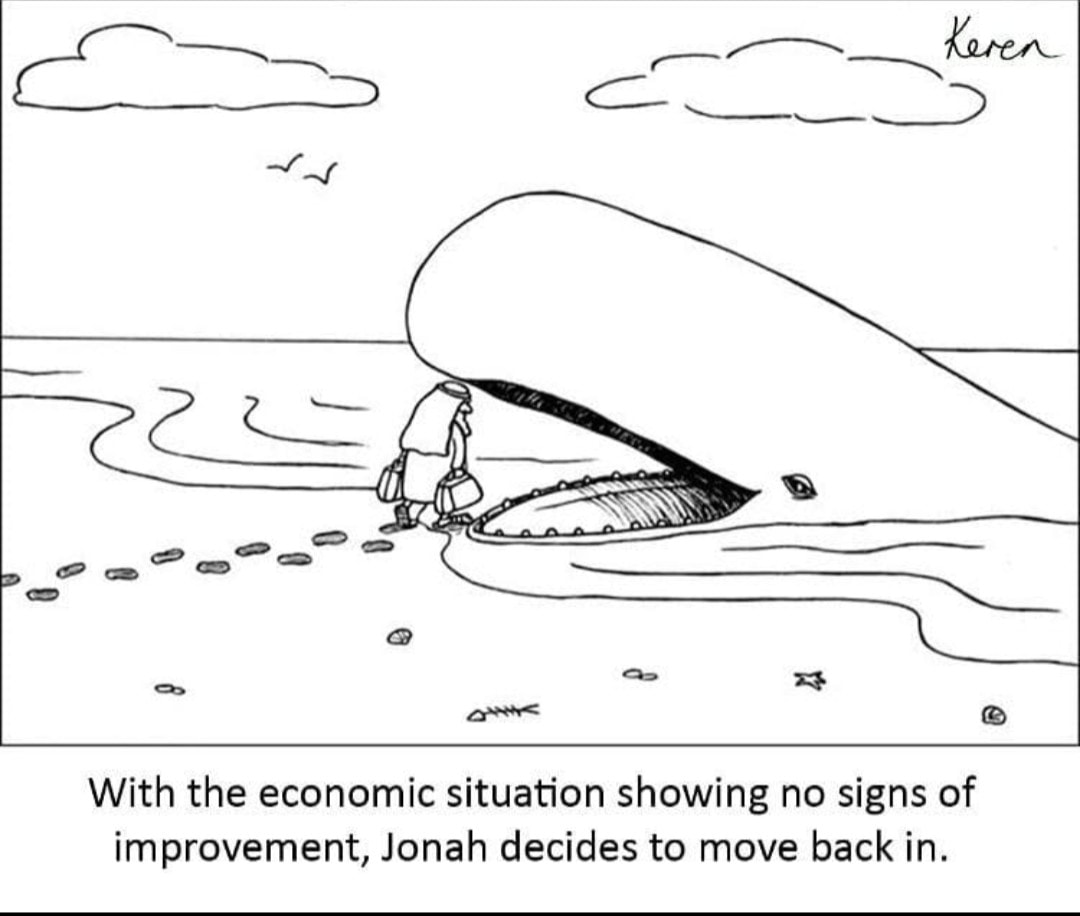 Keren
With the economic situation showing no signs of
improvement, Jonah decides to move back in.